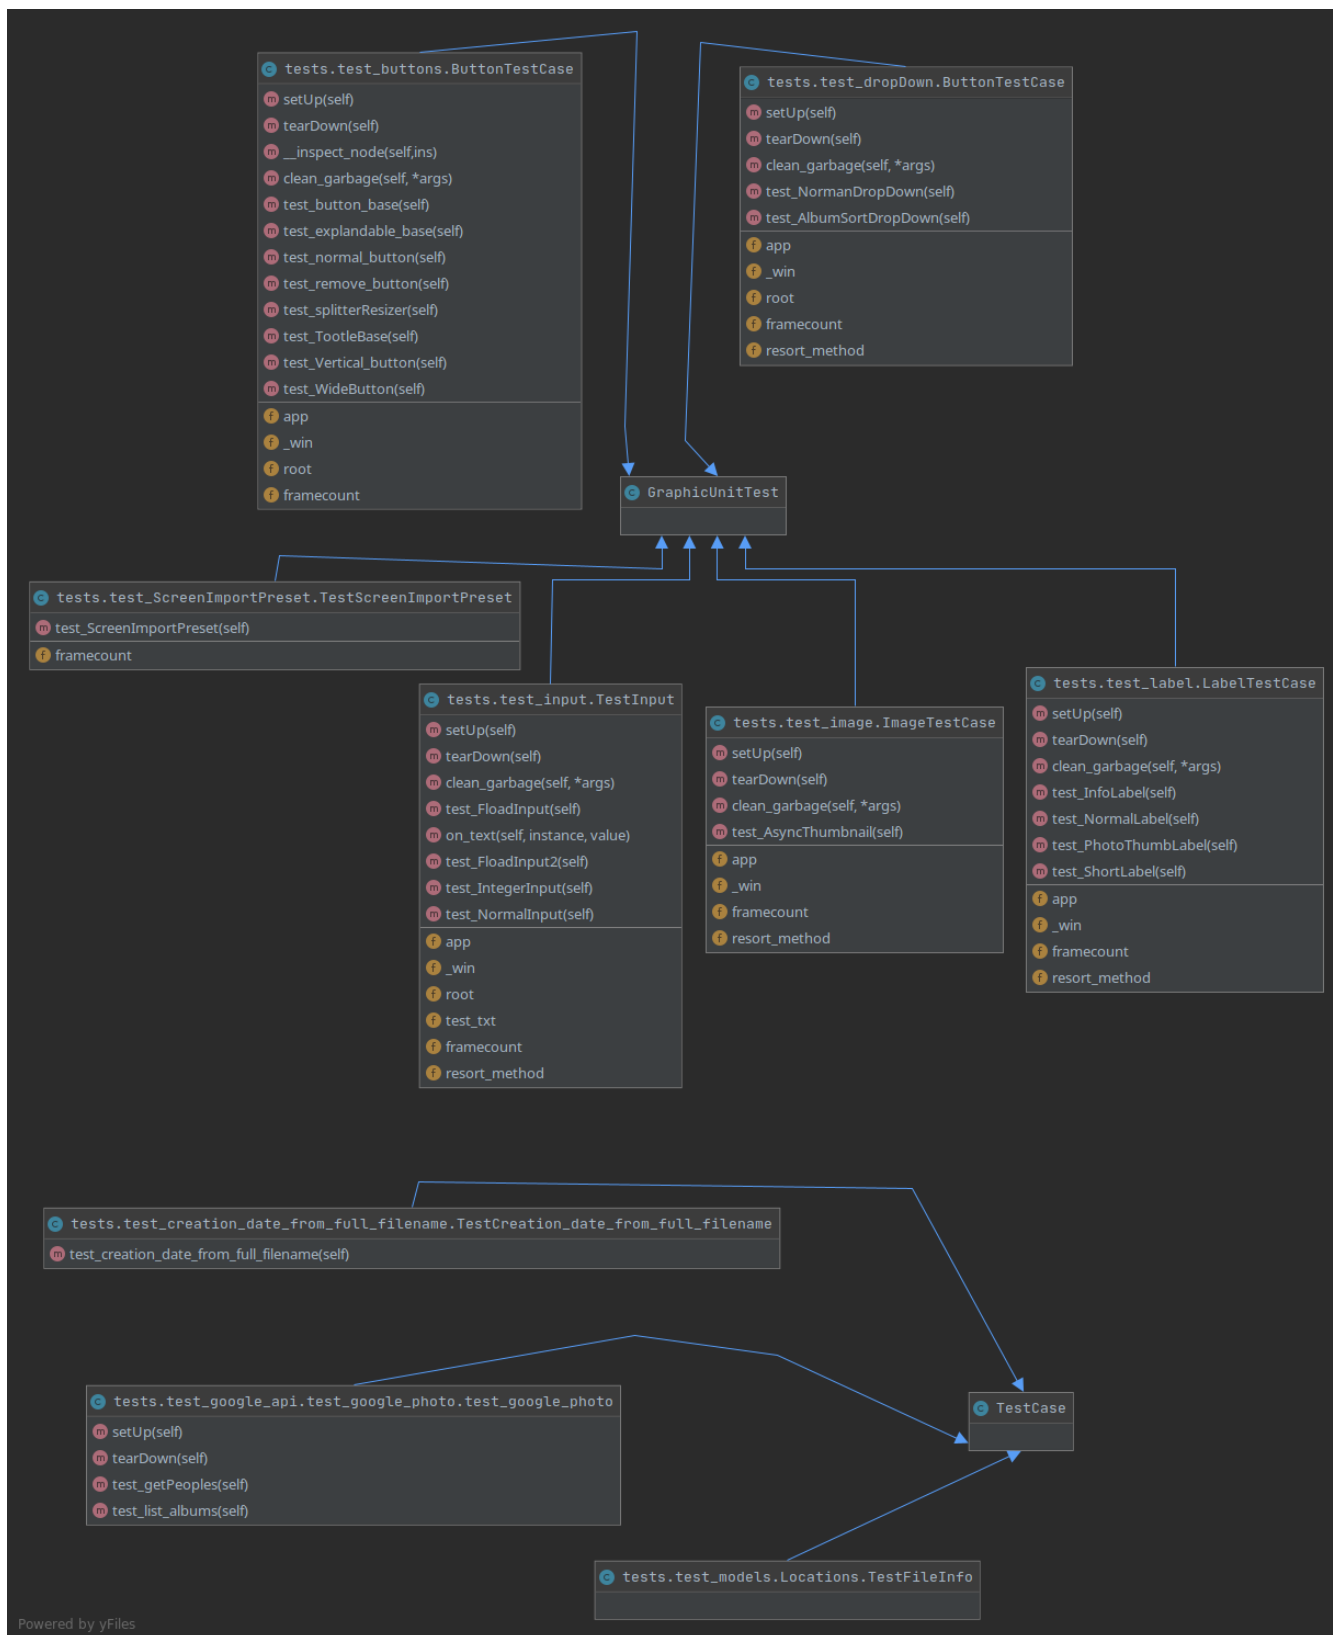 tests.test_buttons.ButtonTestCase
setUp(self)
tearDown(self)
__inspect_node(self,ins)
clean_garbage(self, *args)
test_button_base(self)
test_explandable_base(self)
test_normal_button(self)
test_remove_button(self)
test_splitterResizer(self)
test_TootleBase(self)
test_Vertical_button(self)
test_WideButton(self)
app
_win
root
framecount
tests.test_dropDown.ButtonTestCase
setUp(self)
tearDown(self)
clean_garbage(self, *args)
test_NormanDropDown(self)
test_AlbumSortDropDown(self)
app
_win
root
framecount
resort_method
GraphicUnitTest
tests.test_ScreenImportPreset.TestScreenImportPreset
test_ScreenImportPreset(self)
framecount
tests.test_input.TestInput
setUp(self)
tearDown(self)
clean_garbage(self, *args)
test_FloadInput(self)
on_text(self, instance, value)
test_FloadInput2(self)
test_IntegerInput(self)
test_NormalInput(self)
app
_win
root
test_txt
framecount
resort_method
tests.test_image.ImageTestCase
setUp(self)
tearDown(self)
clean_garbage(self, *args)
test_AsyncThumbnail(self)
app
_win
framecount
resort_method
tests.test_label.LabelTestCase
setUp(self)
tearDown(self)
clean_garbage(self, *args)
test_InfoLabel(self)
test_NormalLabel(self)
test_PhotoThumbLabel(self)
test_ShortLabel(self)
app
_win
framecount
resort_method
tests.test_creation_date_from_full_filename.TestCreation_date_from_full_filename
test_creation_date_from_full_filename(self)
tests.test_google_api.test_google_photo.test_google_photo
setUp(self)
tearDown(self)
test_getPeoples(self)
test_list_albums(self)
TestCase
tests.test_models.Locations.TestFileInfo
Powered by yFiles